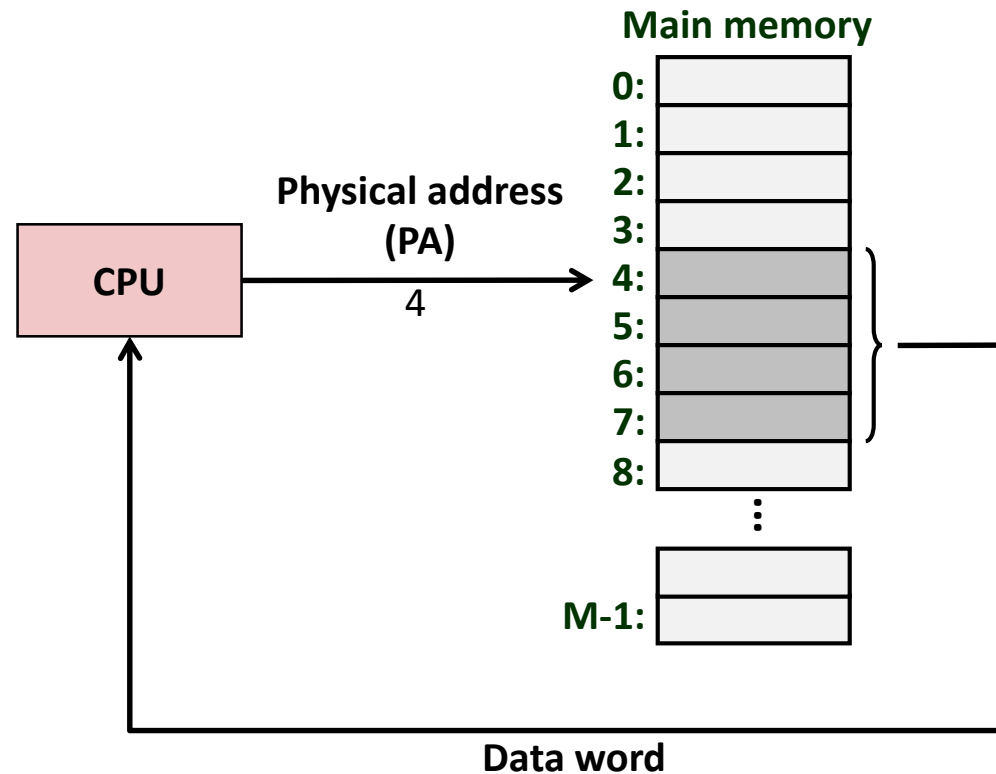 Main memory
0:
1:
2:
Physical address
(PA)
3:
CPU
4
4:
5:
6:
7:
8:
...
M-1:
Data word